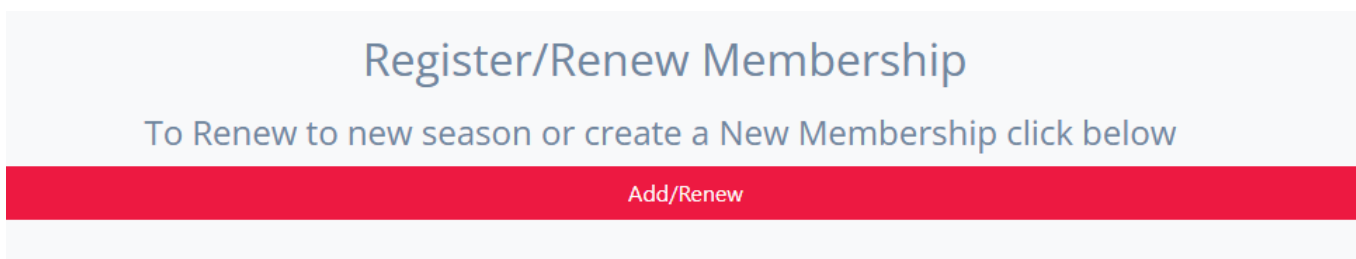 Register/Renew Membership
To Renew to new season or create a New Membership click below
Add/Renew